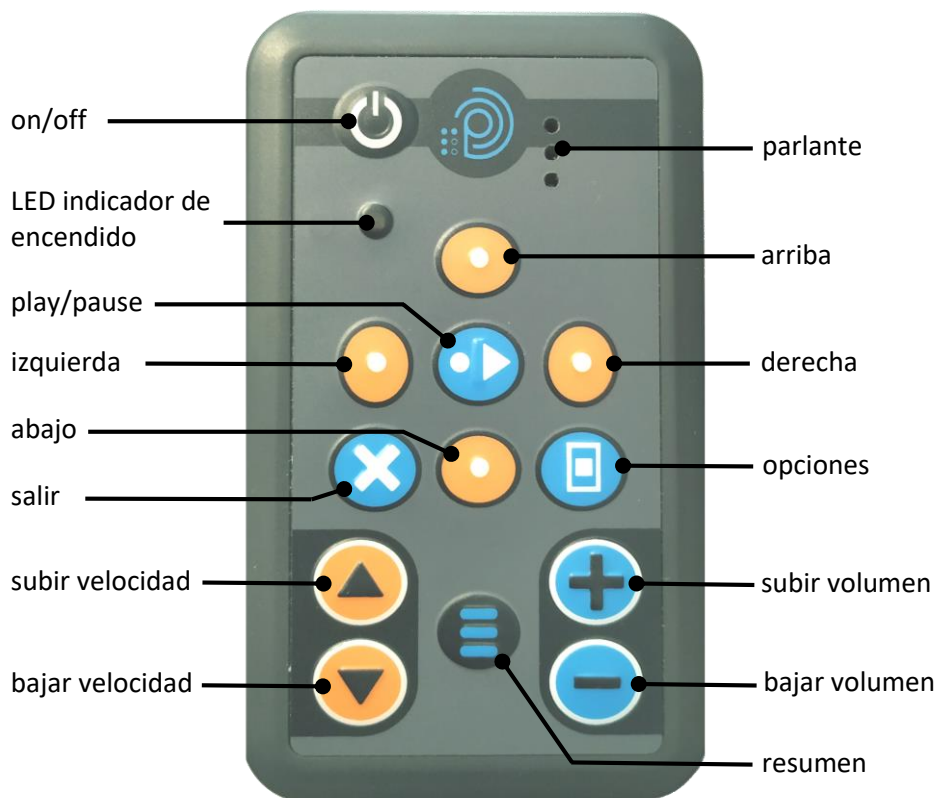 on/off
parlante
LED indicador de
encendido
arriba
play/pause
izquierda
derecha
abajo
opciones
salir
subir velocidad
subir volumen
bajar velocidad
bajar volumen
resumen